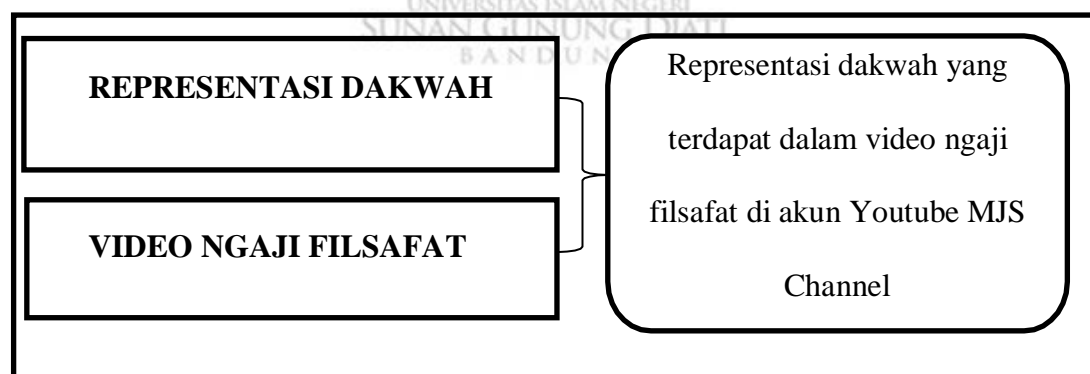 UNIVERSITAS ISLAM NEGERI
SUNAN GUNUNG DJATI
BANDUN
REPRESENTASI DAKWAH
VIDEO NGAJI FILSAFAT
Representasi dakwah yang
terdapat dalam video ngaji
filsafat di akun Youtube MJS
Channel